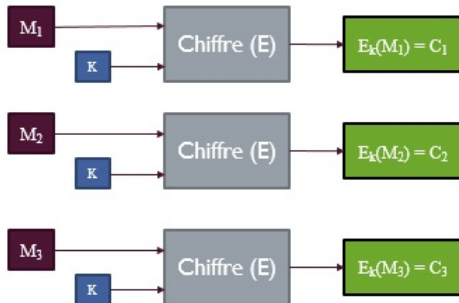 M₁
K
Chiffre (E)
Eₖ(M₁) = C₁
M₂
K
Chiffre (E)
Eₖ(M₂) = C₂
M₃
K
Chiffre (E)
Eₖ(M₃) = C₃